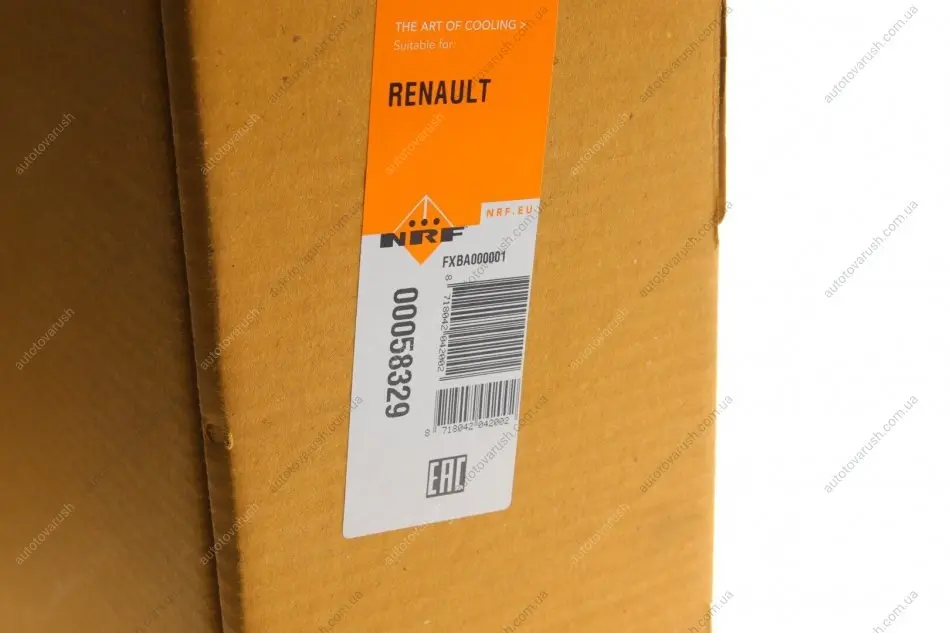 THE ART OF COOLING >
Suitable for:
RENAULT
NRF.EU
NRF
FXBA000001
8 718042 042002
00058329
8 718042 042002
EAC
autotovarush.com.ua